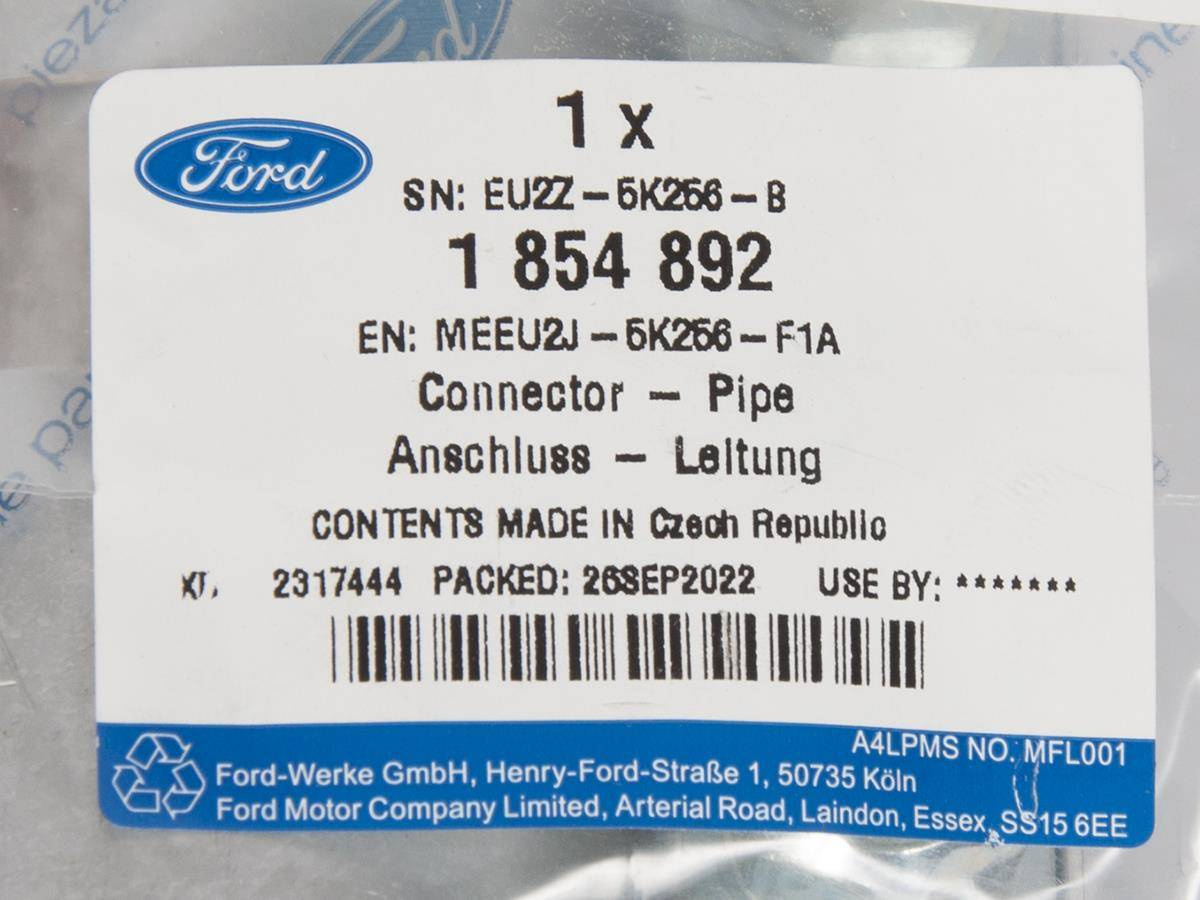 pieza
Ford
1 x
Ford
SN: EU2Z-5K256-B
1 854 892
EN: MEEU2J-5K256-F1A
Connector - Pipe
Anschluss - Leitung
CONTENTS MADE IN Czech Republic
2317444 PACKED: 26SEP2022 USE BY: *******
A4LPMS NO. MFL001
Ford-Werke GmbH, Henry-Ford-Straße 1, 50735 Köln
Ford Motor Company Limited, Arterial Road, Laindon, Essex, SS15 6EE